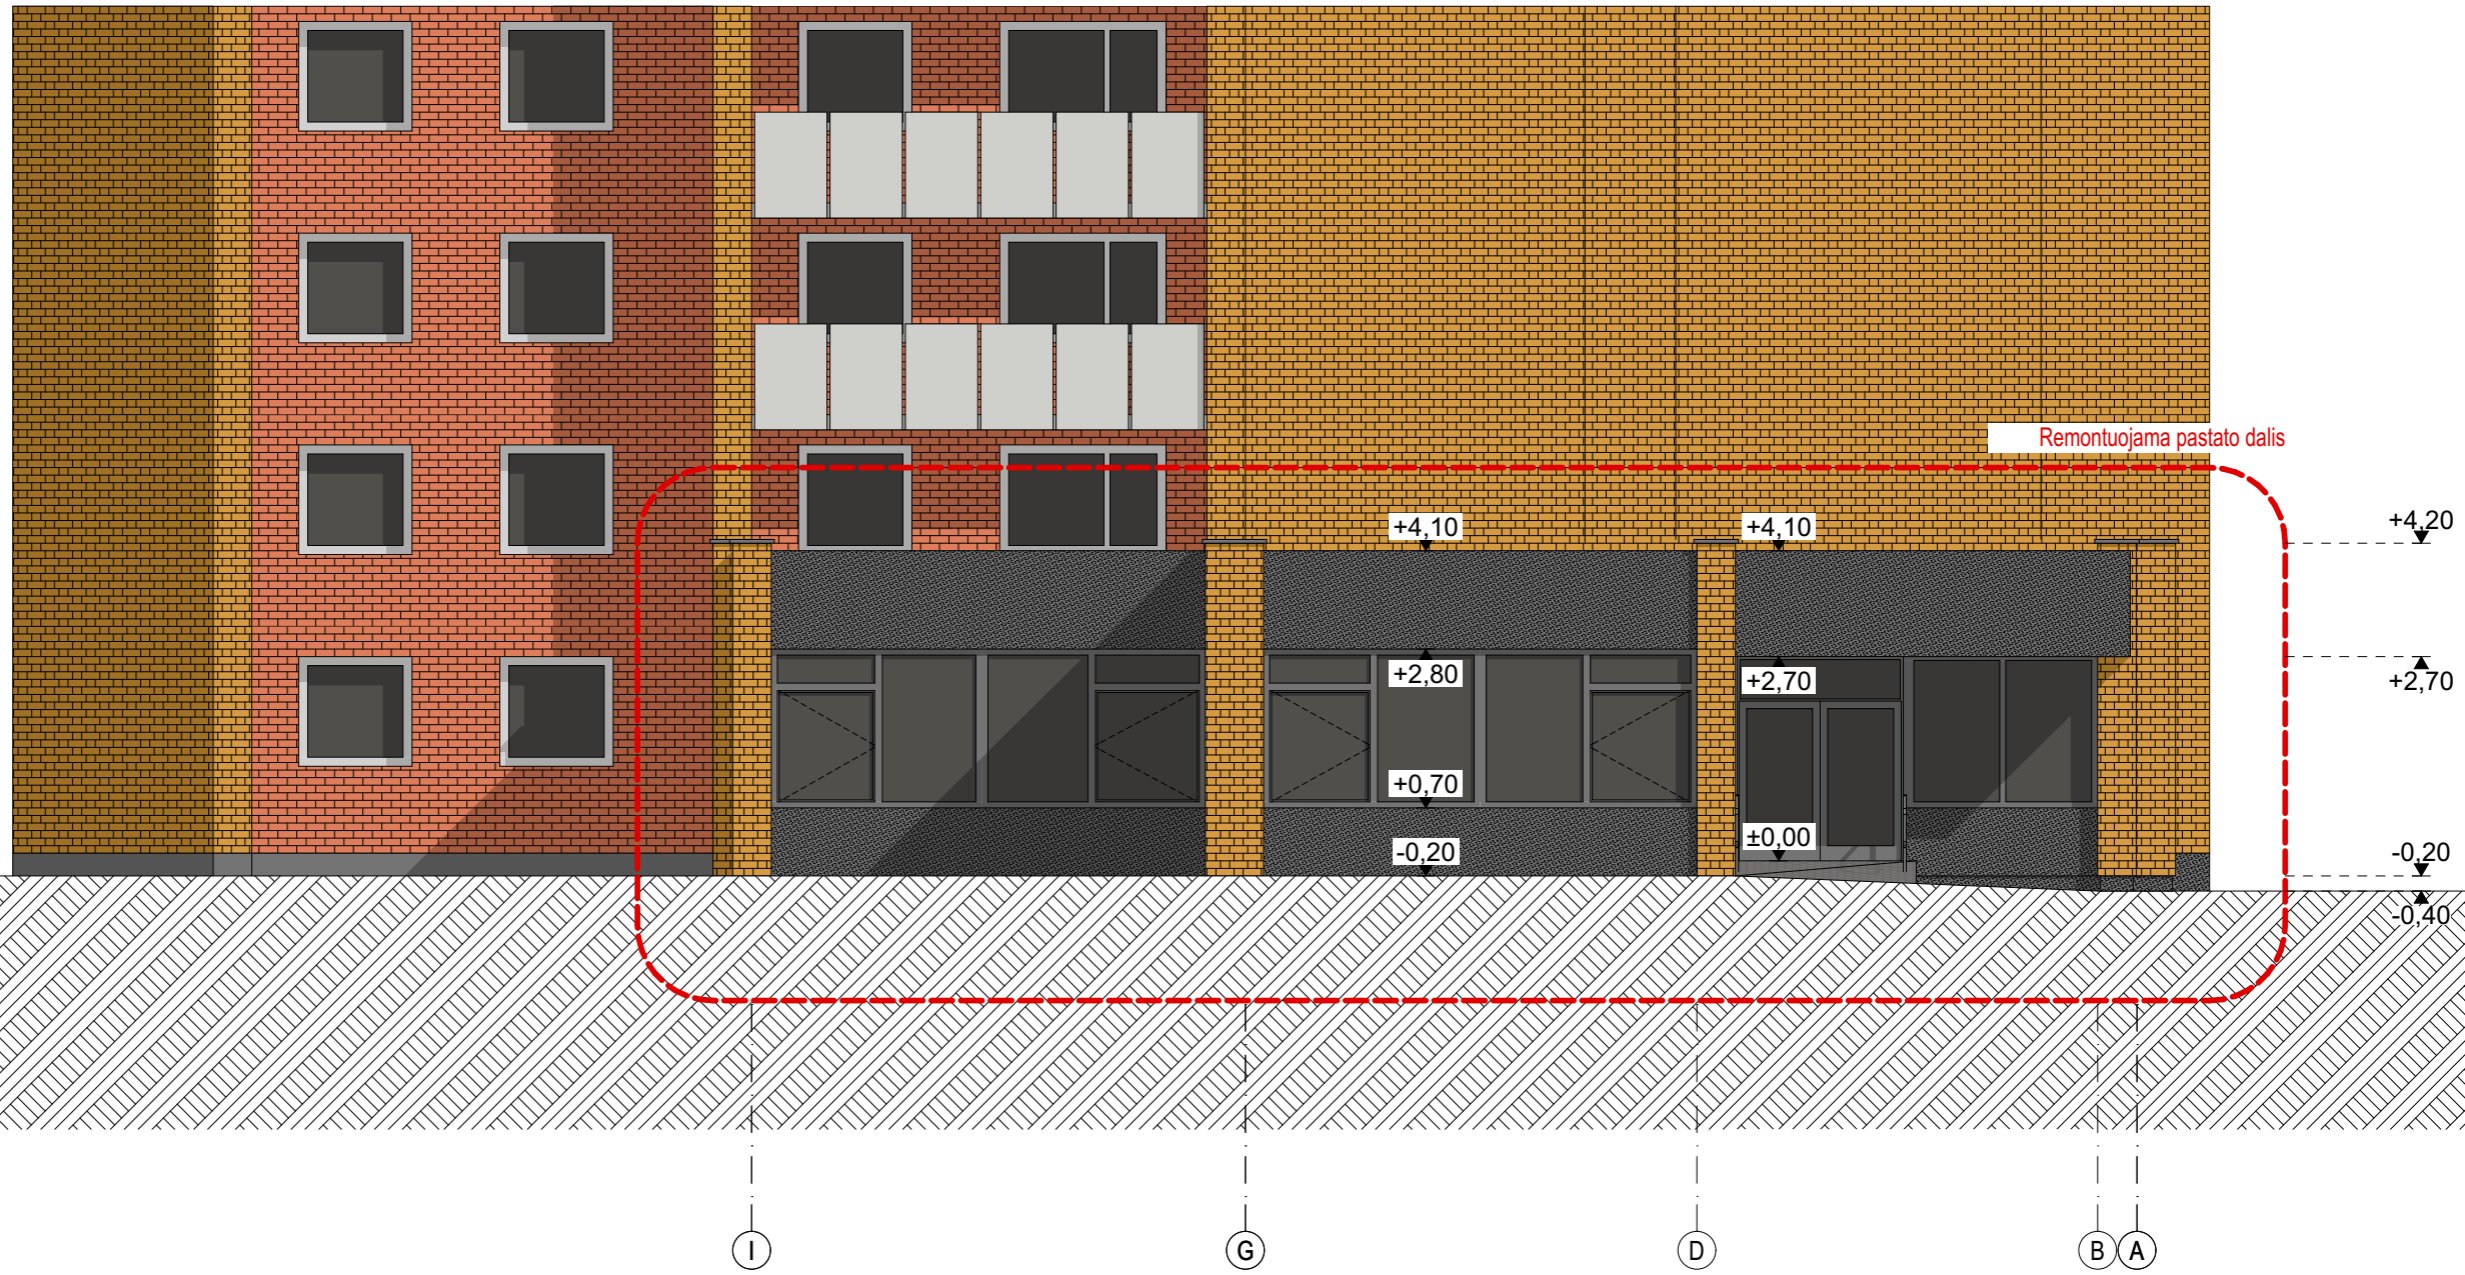 Remontuojama pastato dalis
+4,10
+4,10
+4,20
+2,80
+2,70
+2,70
+0,70
±0,00
-0,20
-0,20
-0,40
I
G
D
B
A